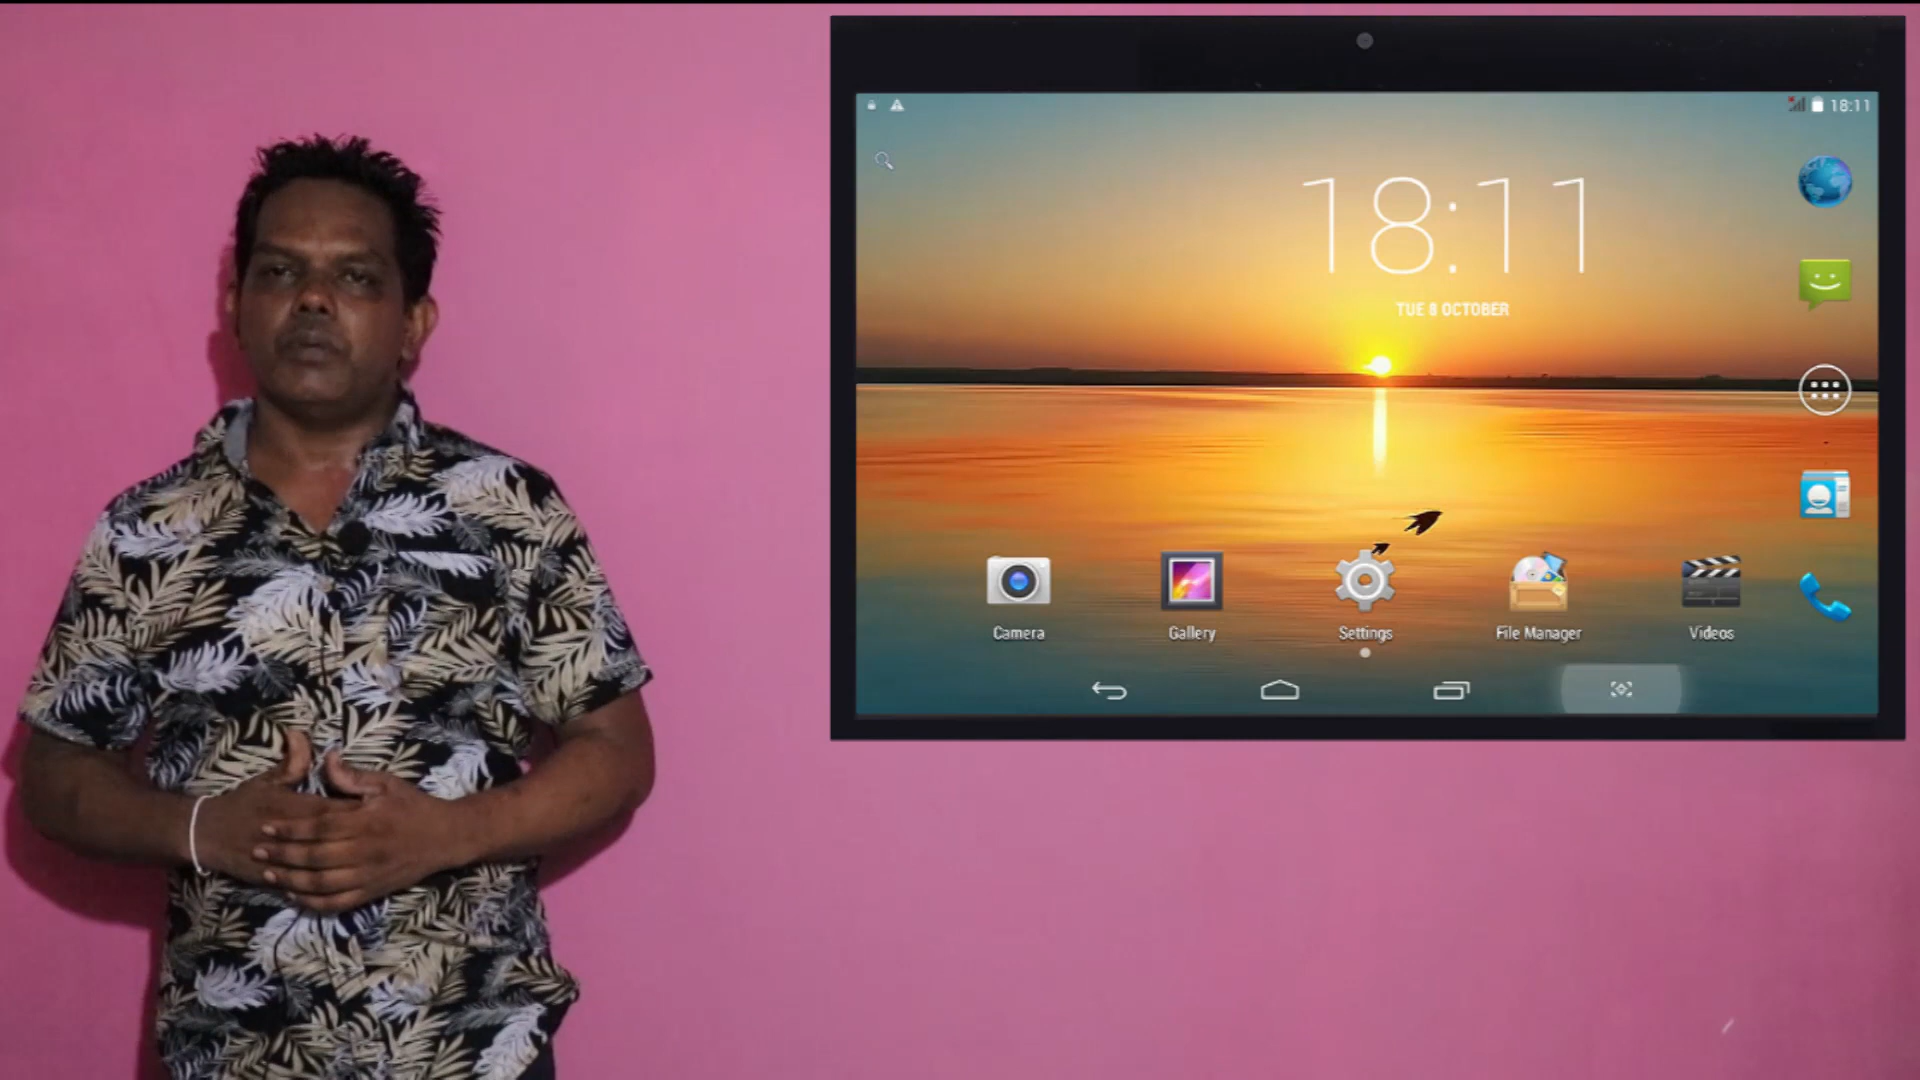 18:11
18:11
TUE 8 OCTOBER
Camera
Gallery
Settings
File Manager
Videos